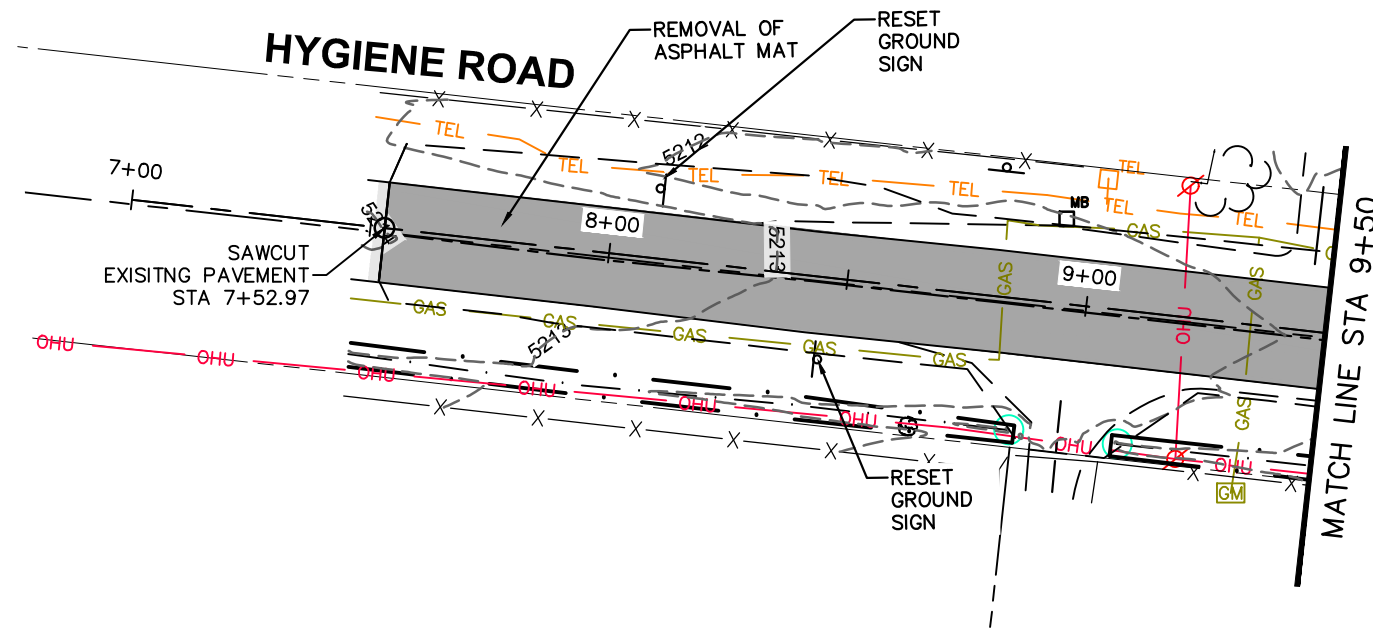 HYGIENE ROAD
REMOVAL OF
ASPHALT MAT
RESET
GROUND
SIGN
TEL
TEL
TEL
TEL
TEL
TEL
TEL
TEL
5212
7+00
8+00
5213
9+00
MB
GAS
GAS
GAS
SAWCUT
EXISITNG PAVEMENT
STA 7+52.97
GAS
GAS
GAS
GAS
GAS
GAS
5213
OHU
OHU
OHU
OHU
OHU
OHU
OHU
OHU
OHU
GM
RESET
GROUND
SIGN
MATCH LINE STA 9+50